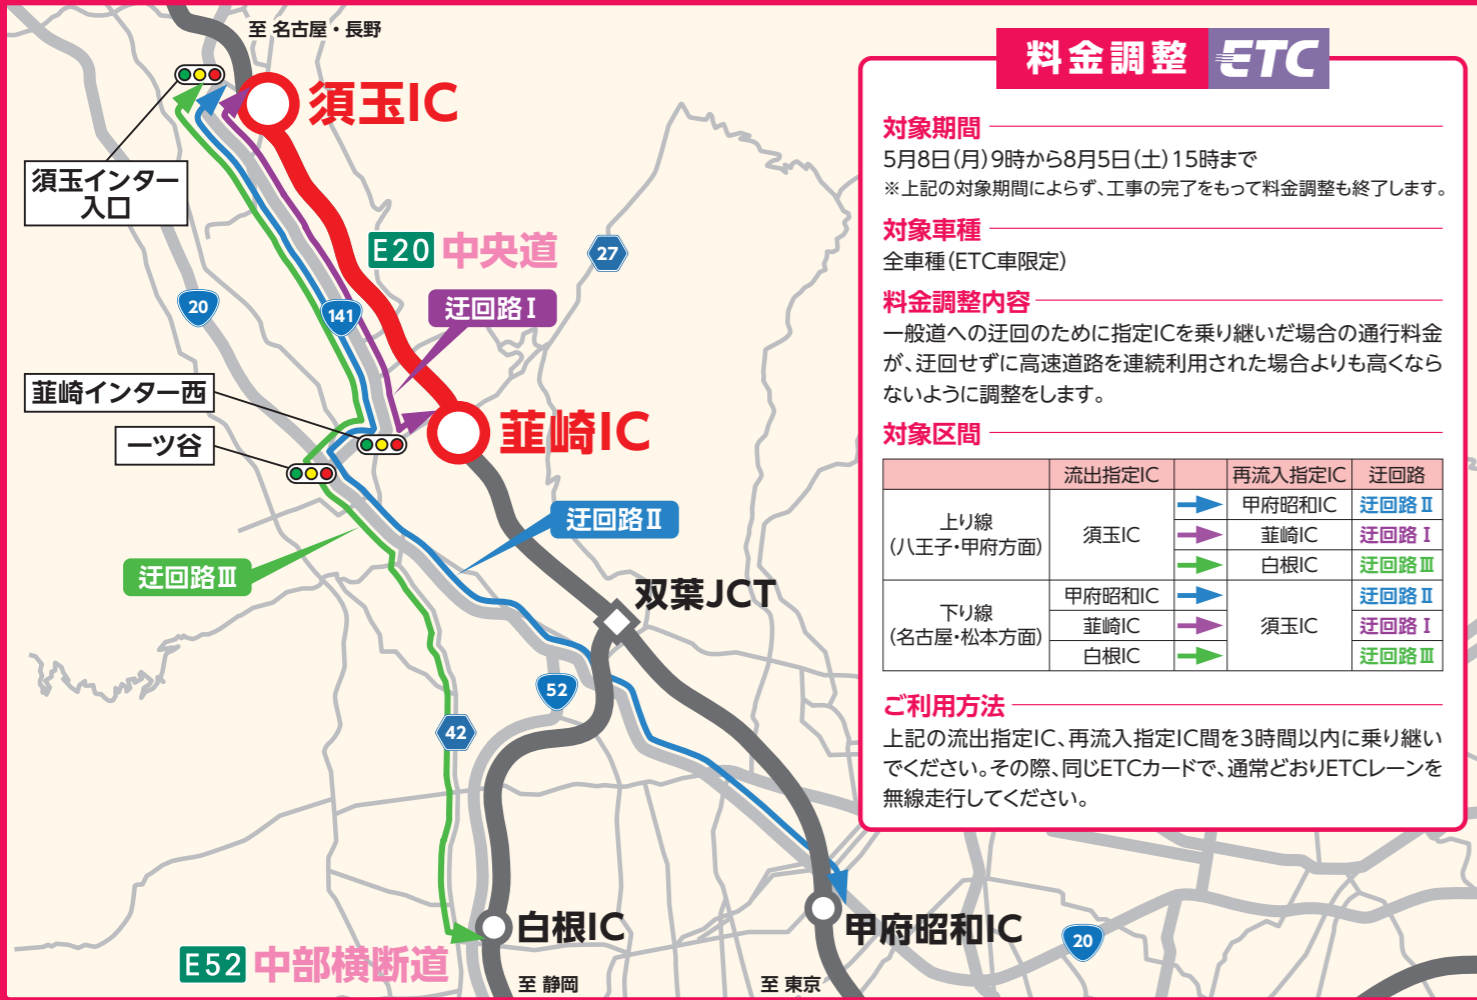 至 名古屋・長野
須玉IC
須玉インター
入口
E20 中央道
27
20
141
迂回路Ⅰ
韮崎インター西
韮崎IC
一ツ谷
迂回路Ⅱ
迂回路Ⅲ
双葉JCT
52
42
白根IC
甲府昭和IC
20
E52 中部横断道
至 静岡
至 東京
料金調整 ETC
対象期間
5月8日(月)9時から8月5日(土)15時まで
※上記の対象期間によらず、工事の完了をもって料金調整も終了します。
対象車種
全車種(ETC車限定)
料金調整内容
一般道への迂回のために指定ICを乗り継いだ場合の通行料金
が、迂回せずに高速道路を連続利用された場合よりも高くなら
ないように調整をします。
対象区間
流出指定IC 再流入指定IC 迂回路
上り線
(八王子・甲府方面)
須玉IC
甲府昭和IC 迂回路Ⅱ
韮崎IC 迂回路Ⅰ
白根IC 迂回路Ⅲ
下り線
(名古屋・松本方面)
甲府昭和IC 迂回路Ⅱ
韮崎IC 須玉IC 迂回路Ⅰ
白根IC 迂回路Ⅲ
ご利用方法
上記の流出指定IC、再流入指定IC間を3時間以内に乗り継い
でください。その際、同じETCカードで、通常どおりETCレーンを
無線走行してください。